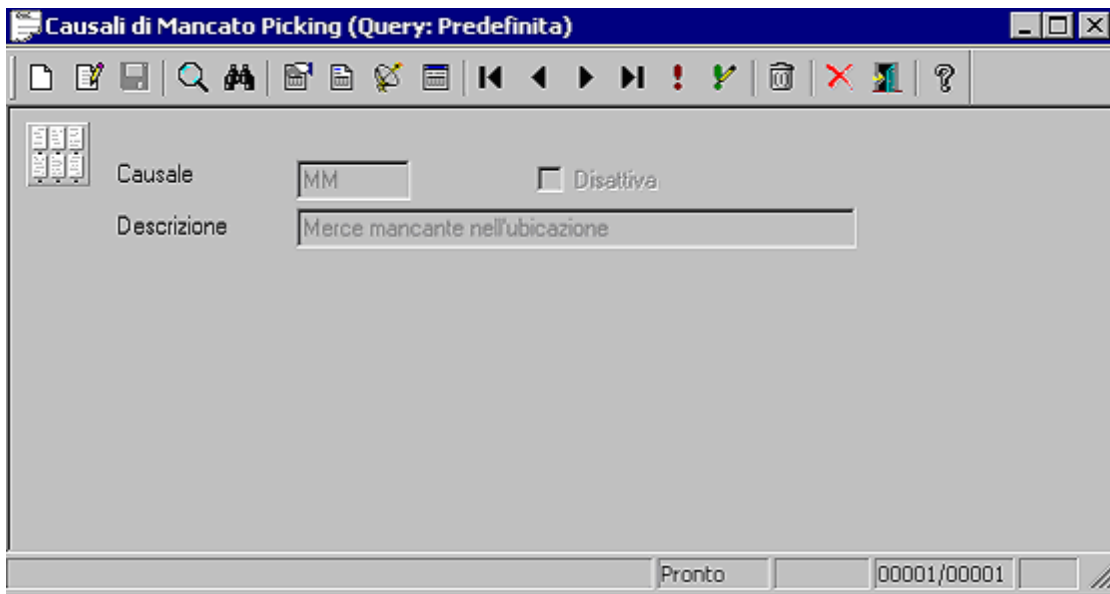 Causali di Mancato Picking (Query: Predefinita)
Causale MM Disattiva
Descrizione Merce mancante nell'ubicazione
Pronto 00001/00001